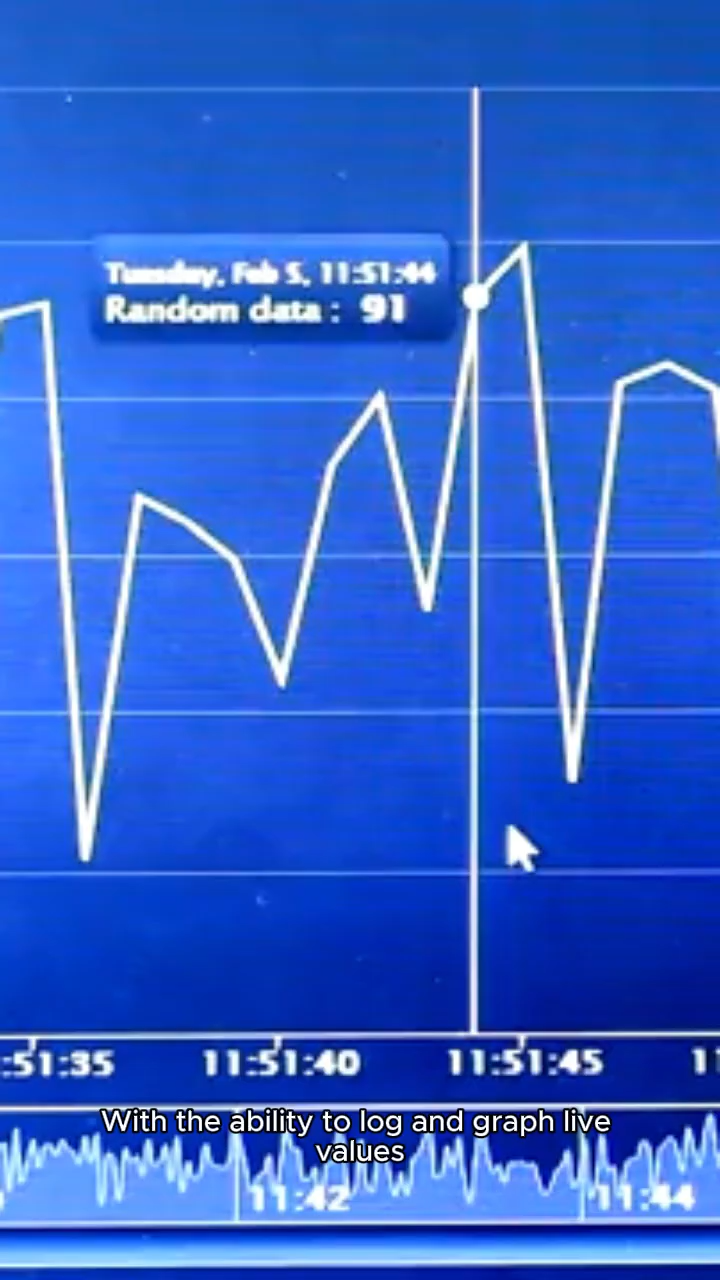 Tuesday, Feb 5, 11:51:44
Random data : 91
:51:35 11:51:40 11:51:45 11
With the ability to log and graph live
values
11:42 11:44